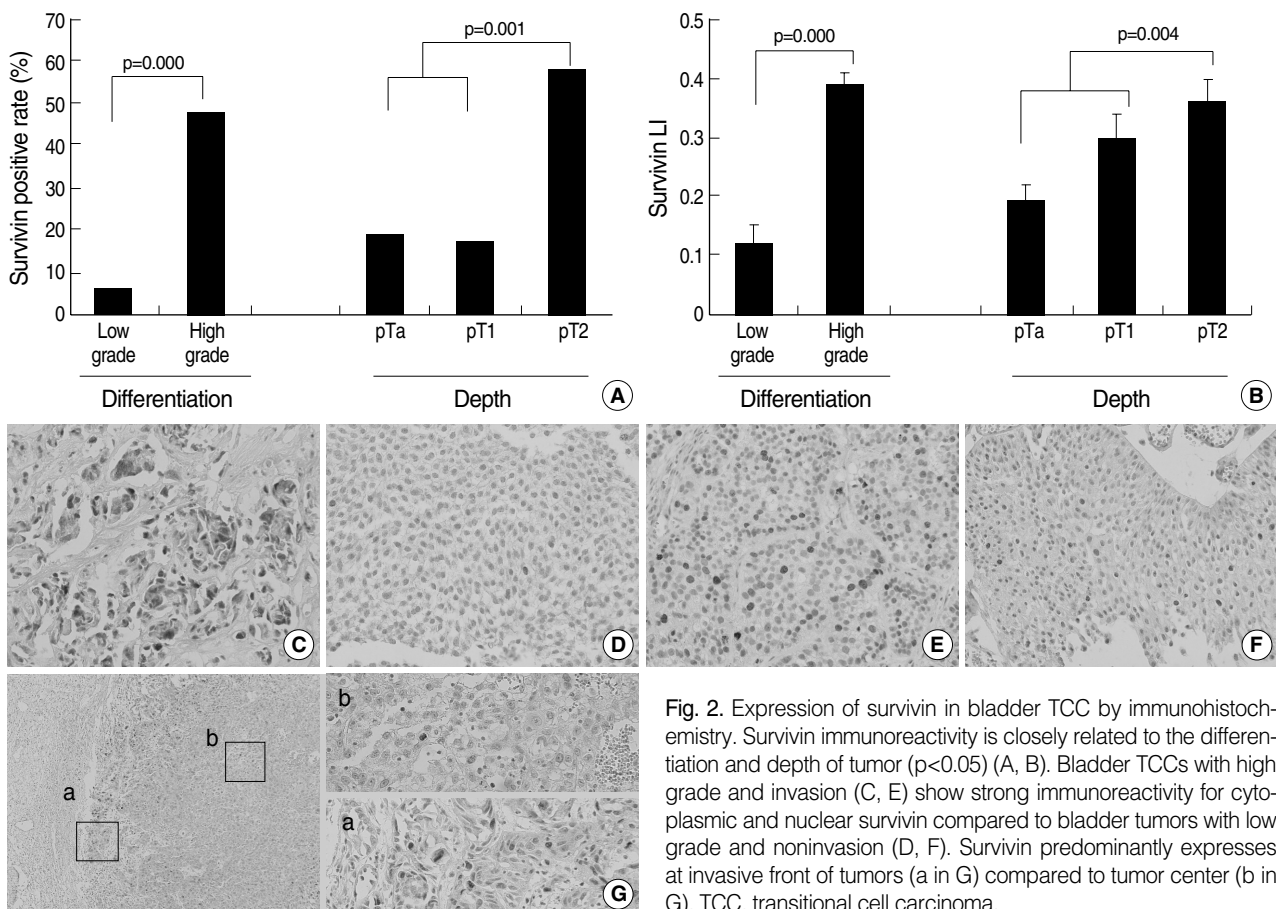 70
60
50
40
30
20
10
0
Survivin positive rate (%)
p=0.000
p=0.001
Low grade
High grade
pTa
pT1
pT2
Differentiation
Depth
A
0.5
0.4
0.3
0.2
0.1
0
Survivin LI
p=0.000
p=0.004
Low grade
High grade
pTa
pT1
pT2
Differentiation
Depth
B
C
D
E
F
a
b
b
a
G
Fig. 2. Expression of survivin in bladder TCC by immunohistoch-
emistry. Survivin immunoreactivity is closely related to the differen-
tiation and depth of tumor (p<0.05) (A, B). Bladder TCCs with high
grade and invasion (C, E) show strong immunoreactivity for cyto-
plasmic and nuclear survivin compared to bladder tumors with low
grade and noninvasion (D, F). Survivin predominantly expresses
at invasive front of tumors (a in G) compared to tumor center (b in
G). TCC, transitional cell carcinoma.